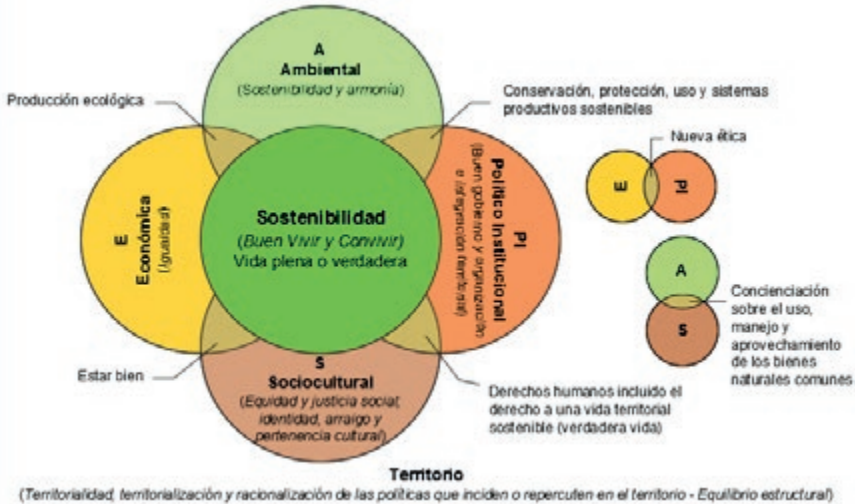 A
Ambiental
(Sostenibilidad y armonía)
Producción ecológica
Conservación, protección, uso y sistemas
productivos sostenibles
Nueva ética
E
PI
E
Económica
(Igualdad)
Sostenibilidad
(Buen Vivir y Convivir)
Vida plena o verdadera
PI
Político Institucional
(Buen gobierno y organización
e integración territorial)
A
S
Concienciación
sobre el uso,
manejo y
aprovechamiento
de los bienes
naturales comunes
Estar bien
S
Sociocultural
(Equidad y justicia social,
identidad, arraigo y
pertenencia cultural)
Derechos humanos incluido el
derecho a una vida territorial
sostenible (verdadera vida)
Territorio
(Territorialidad, territorialización y racionalización de las políticas que inciden o repercuten en el territorio - Equilibrio estructural)